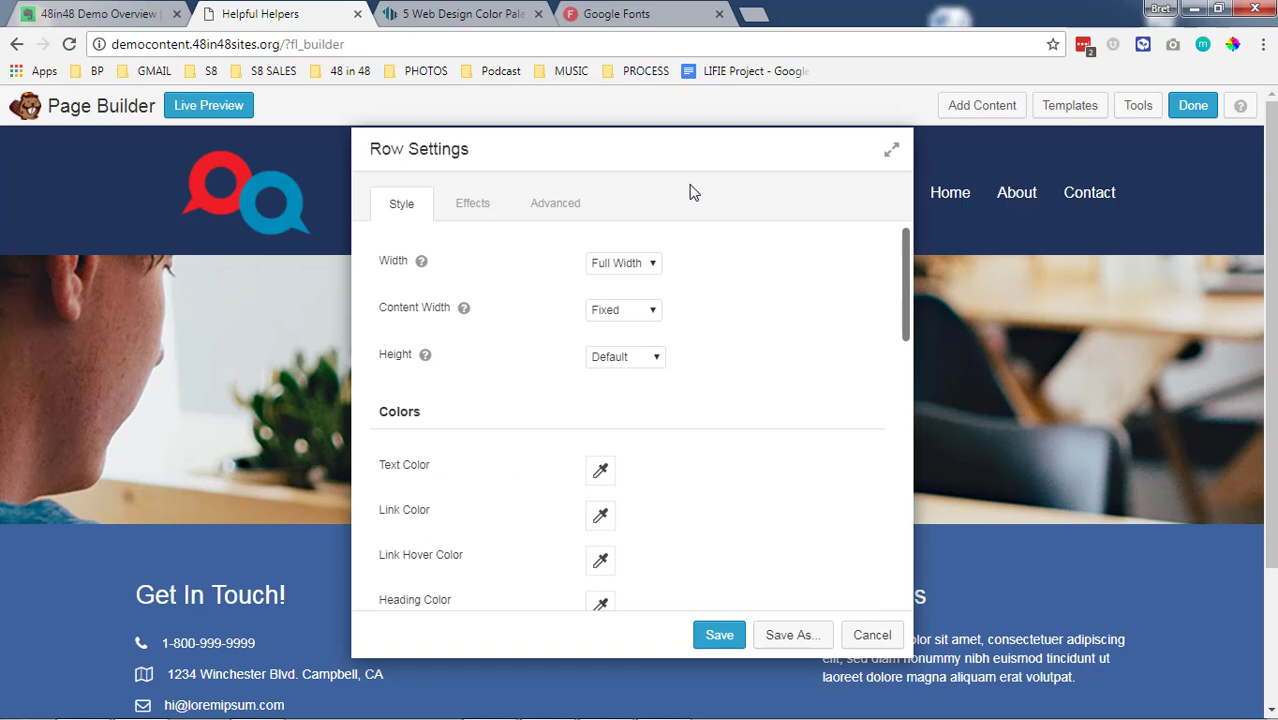 48in48 Demo Overview |
Helpful Helpers
5 Web Design Color Pale
Google Fonts
Bret
democontent.48in48sites.org/?fl_builder
2
m
Apps BP GMAIL S8 S8 SALES 48 in 48 PHOTOS Podcast MUSIC PROCESS LIFIE Project - Google
Page Builder Live Preview Add Content Templates Tools Done ?
Row Settings
Home About Contact
Style Effects Advanced
Width ? Full Width
Content Width ? Fixed
Height ? Default
Colors
Text Color
Link Color
Link Hover Color
Heading Color
Save Save As... Cancel
Get In Touch!
1-800-999-9999
1234 Winchester Blvd. Campbell, CA
hi@loremipsum.com
s
olor sit amet, consectetuer adipiscing
elit, sed diam nonummy nibh euismod tincidunt ut
laoreet dolore magna aliquam erat volutpat.